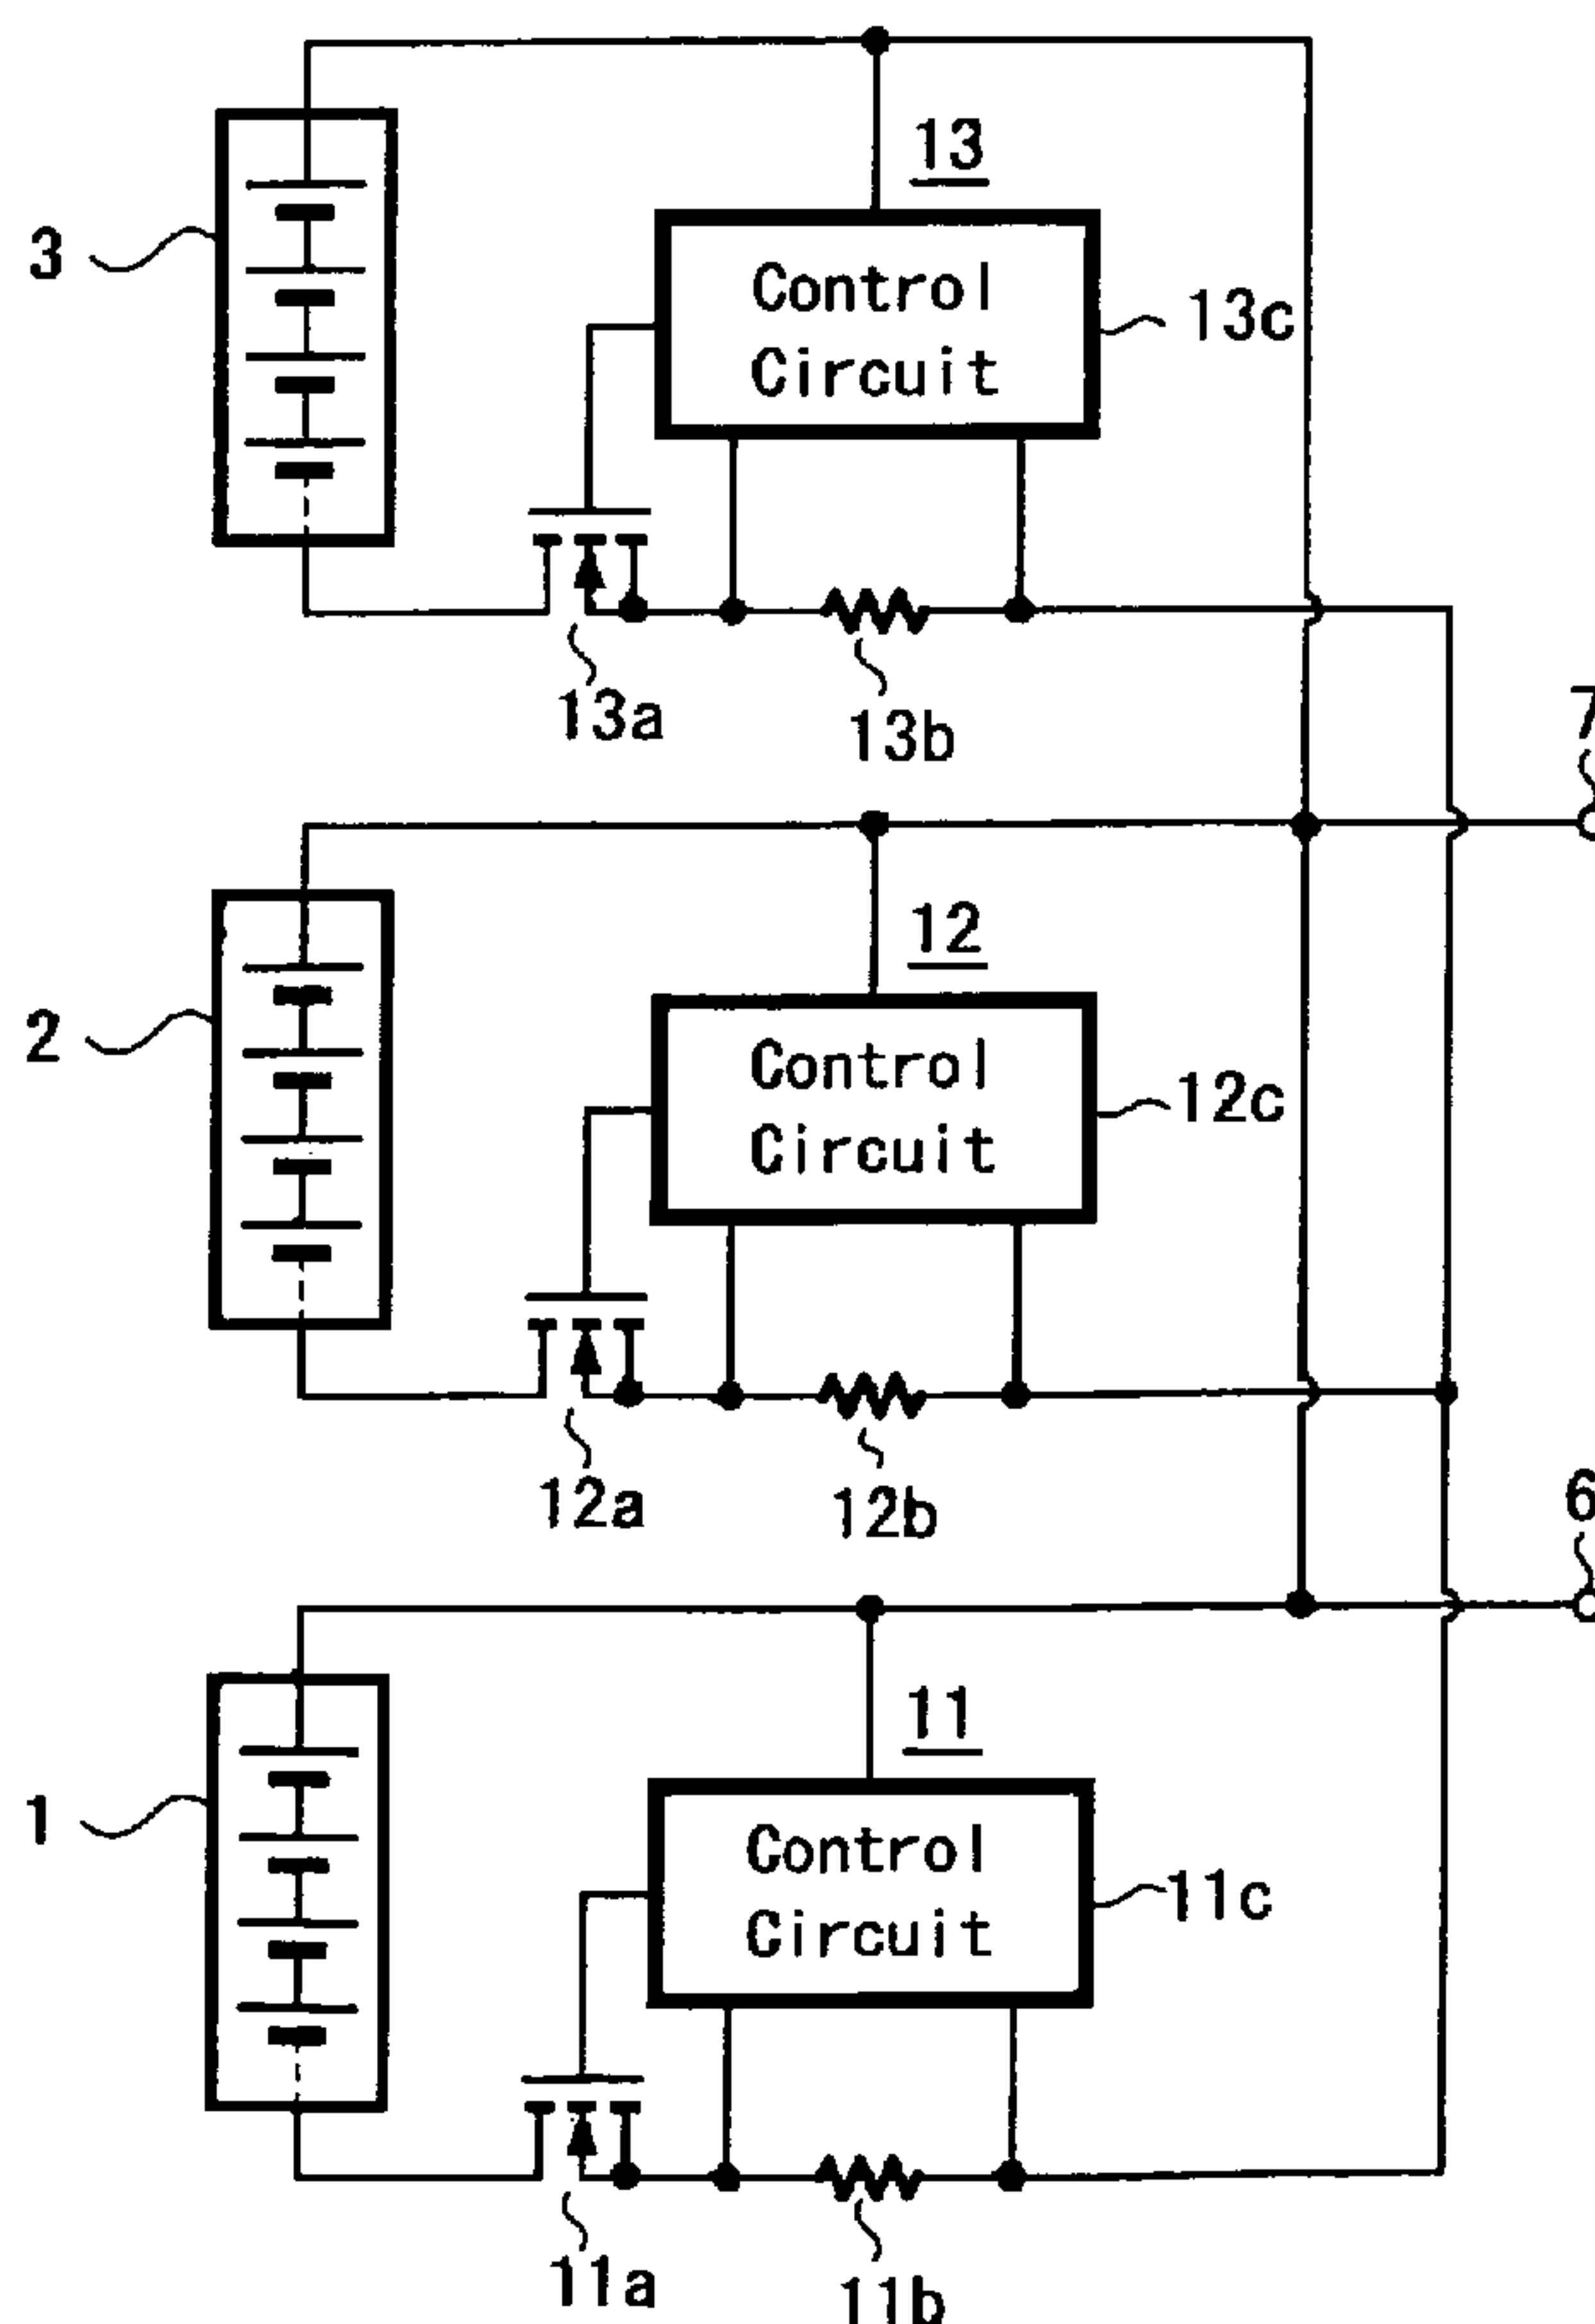 13
3
Control
Circuit
13c
13a
13b
7
12
2
Control
Circuit
12c
12a
12b
6
11
1
Control
Circuit
11c
11a
11b